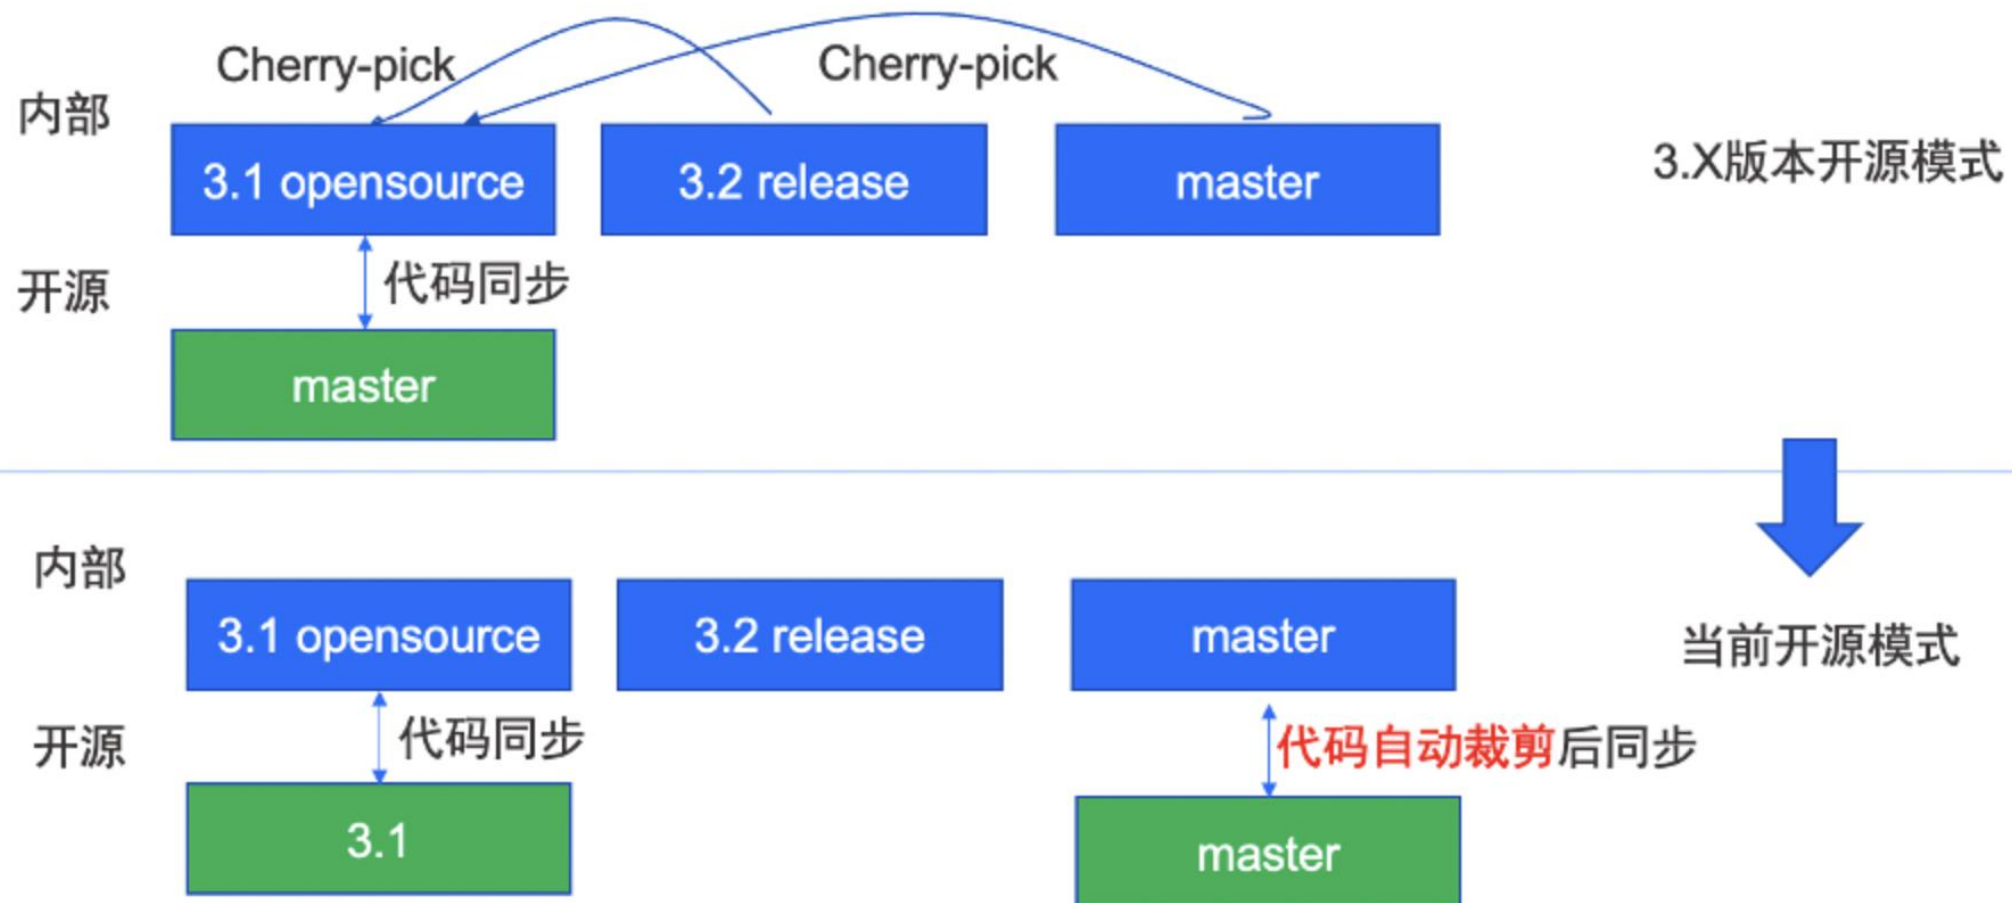 Cherry-pick
Cherry-pick
内部
3.1 opensource
3.2 release
master
3.X版本开源模式
开源
代码同步
master
内部
3.1 opensource
3.2 release
master
当前开源模式
开源
代码同步
代码自动裁剪后同步
3.1
master